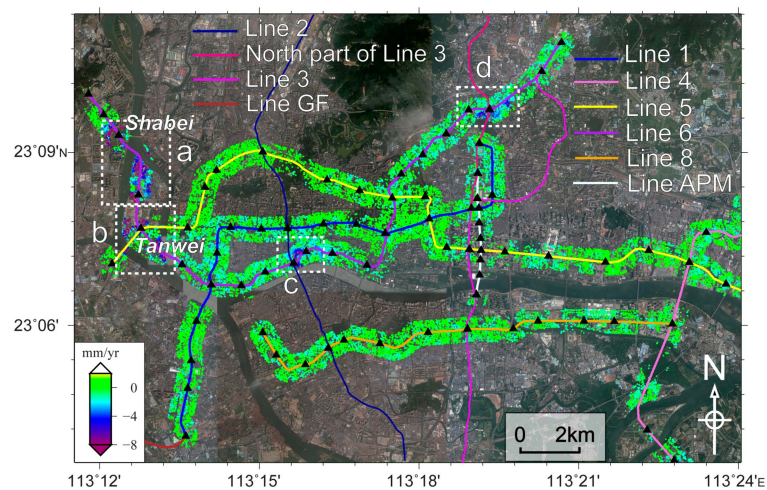 Line 2
North part of Line 3
Line 3
Line GF
Line 1
Line 4
Line 5
Line 6
Line 8
Line APM
d
Shabei
a
23°09'N
b
Tanwei
c
23°06'
mm/yr
0
−4
−8
N
0 2km
113°12' 113°15' 113°18' 113°21' 113°24'E